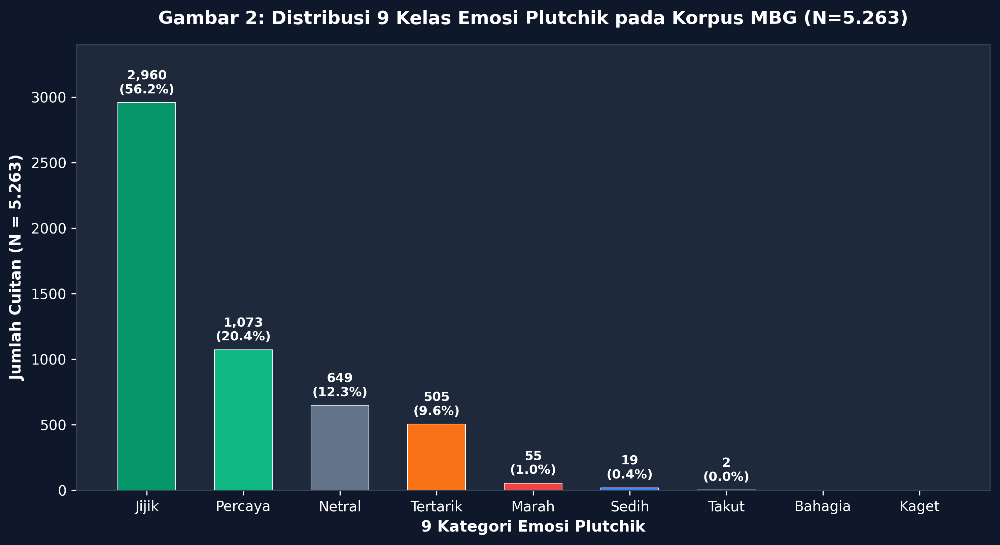 Gambar 2: Distribusi 9 Kelas Emosi Plutchik pada Korpus MBG (N=5.263)
Jumlah Cuitan (N = 5.263)
3000
2500
2000
1500
1000
500
0
2,960
(56.2%)
1,073
(20.4%)
649
(12.3%)
505
(9.6%)
55
(1.0%)
19
(0.4%)
2
(0.0%)
Jijik
Percaya
Netral
Tertarik
Marah
Sedih
Takut
Bahagia
Kaget
9 Kategori Emosi Plutchik